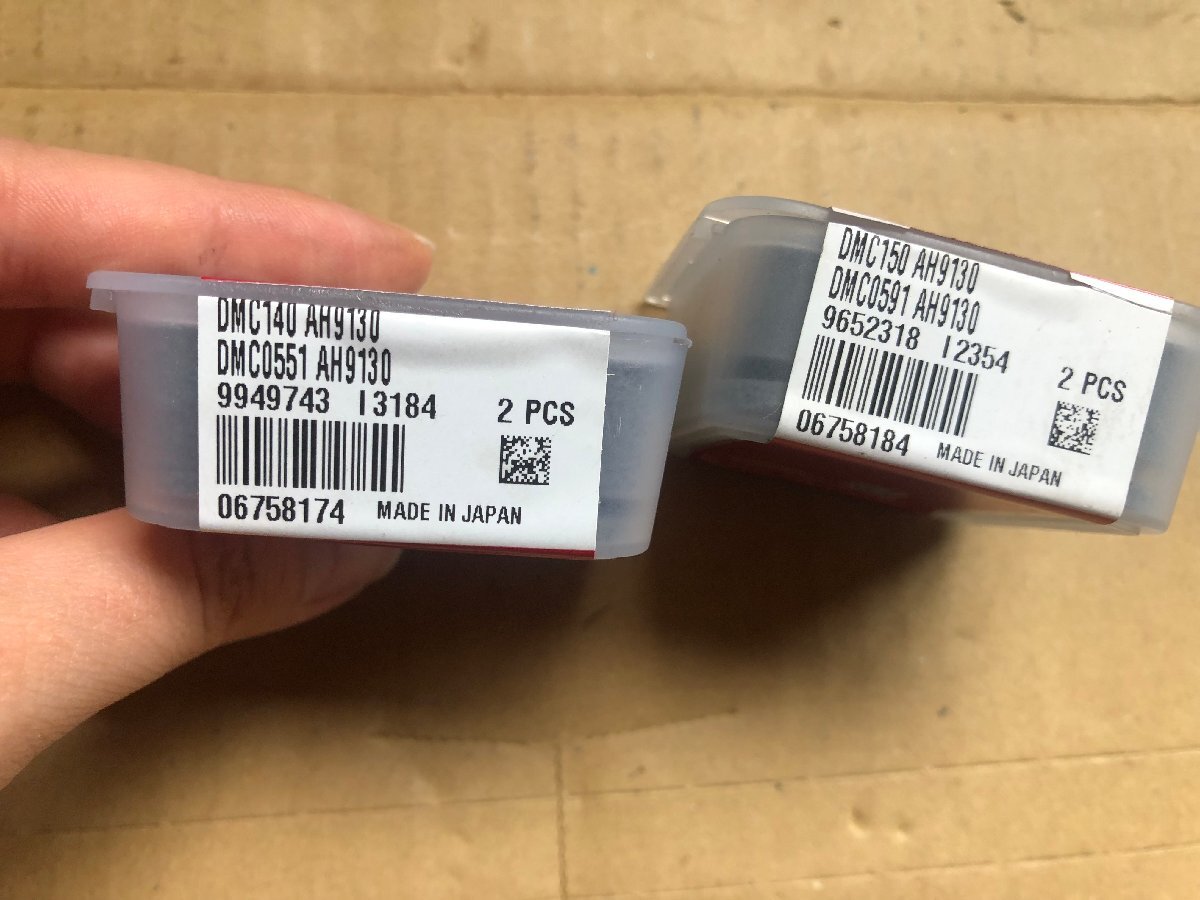 DMC140 AH9130
DMC0551 AH9130
9949743 I3184
2 PCS
06758174 MADE IN JAPAN
DMC150 AH9130
DMC0591 AH9130
9652318 I2354
2 PCS
06758184 MADE IN JAPAN